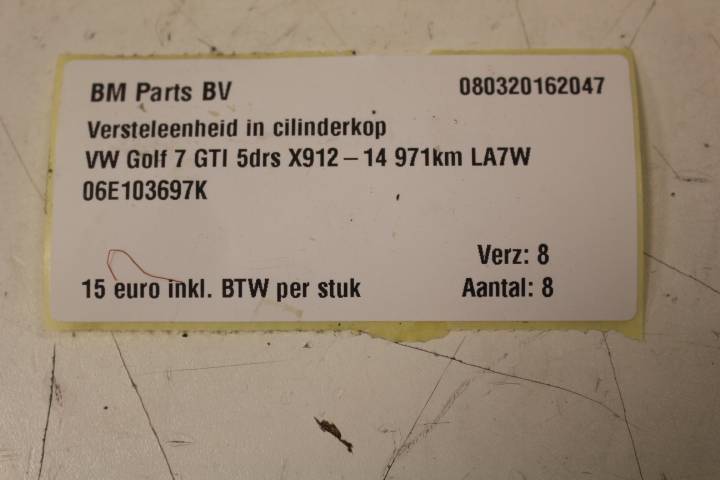 BM Parts BV 080320162047
Versteleenheid in cilinderkop
VW Golf 7 GTI 5drs X912 – 14 971km LA7W
06E103697K
Verz: 8
15 euro inkl. BTW per stuk Aantal: 8